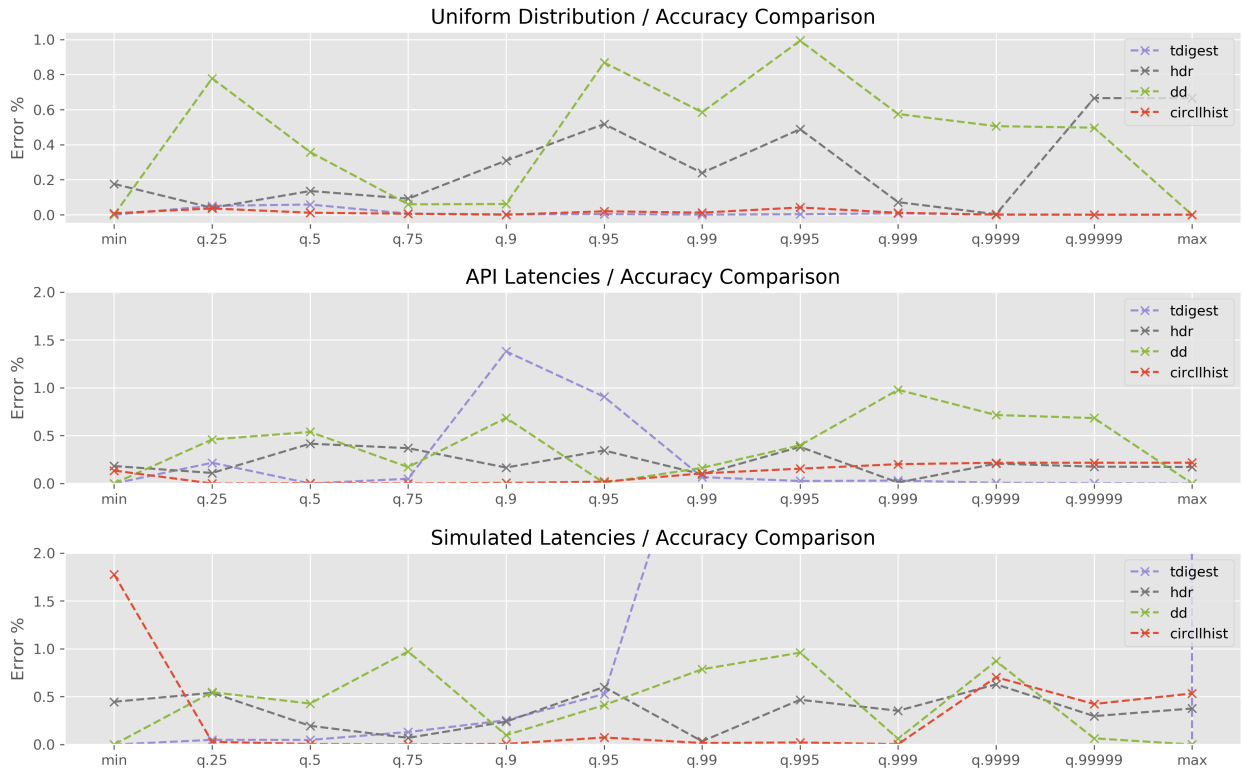 Uniform Distribution / Accuracy Comparison
Error %
1.0
0.8
0.6
0.4
0.2
0.0
min q.25 q.5 q.75 q.9 q.95 q.99 q.995 q.999 q.9999 q.99999 max
tdigest
hdr
dd
circllhist
API Latencies / Accuracy Comparison
Error %
2.0
1.5
1.0
0.5
0.0
min q.25 q.5 q.75 q.9 q.95 q.99 q.995 q.999 q.9999 q.99999 max
tdigest
hdr
dd
circllhist
Simulated Latencies / Accuracy Comparison
Error %
2.0
1.5
1.0
0.5
0.0
min q.25 q.5 q.75 q.9 q.95 q.99 q.995 q.999 q.9999 q.99999 max
tdigest
hdr
dd
circllhist